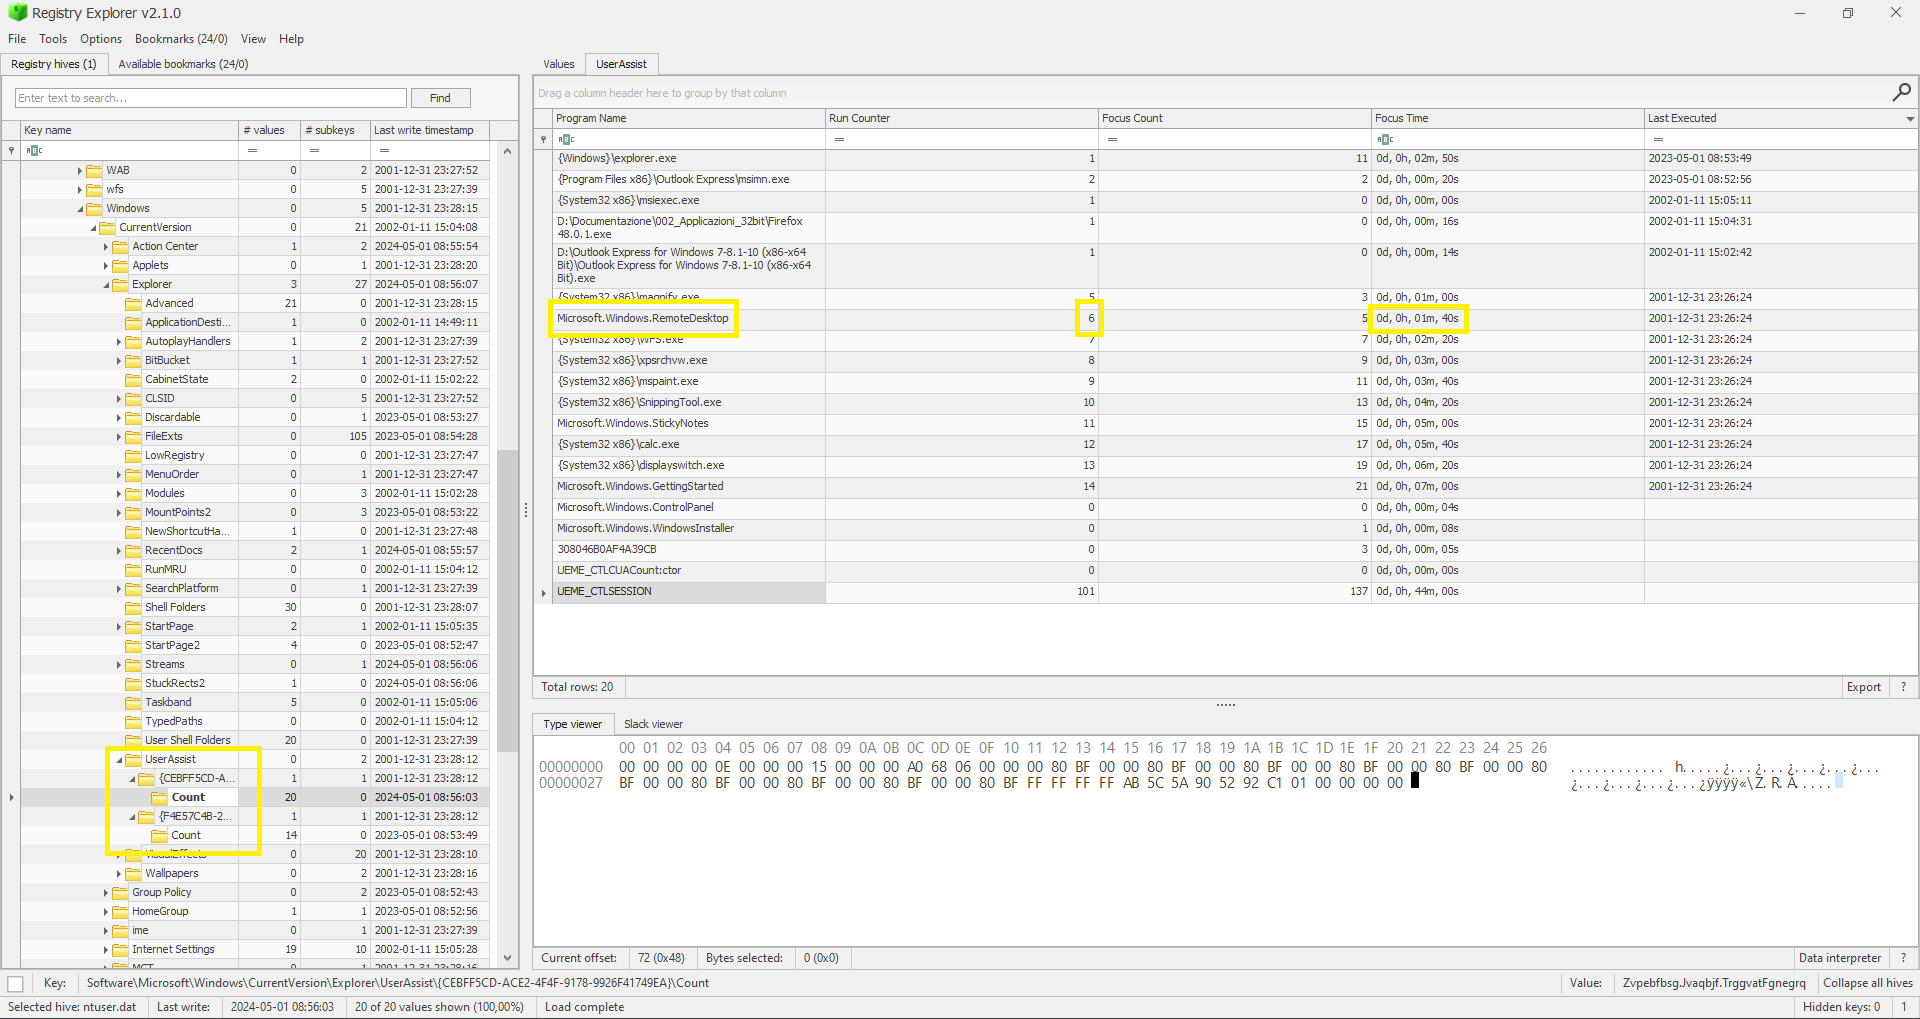 Registry Explorer v2.1.0
File Tools Options Bookmarks (24/0) View Help
Registry hives (1) Available bookmarks (24/0)
Enter text to search... Find
Key name # values # subkeys Last write timestamp
WAB 0 2 2001-12-31 23:27:52
wfs 0 5 2001-12-31 23:27:39
Windows 0 5 2001-12-31 23:28:15
CurrentVersion 0 21 2002-01-11 15:04:08
Action Center 1 2 2024-05-01 08:55:54
Applets 0 1 2001-12-31 23:28:20
Explorer 3 27 2024-05-01 08:56:07
Advanced 21 0 2001-12-31 23:28:15
ApplicationDesti... 1 0 2002-01-11 14:49:11
AutoplayHandlers 1 2 2001-12-31 23:27:39
BitBucket 1 1 2001-12-31 23:27:52
CabinetState 2 0 2002-01-11 15:02:22
CLSID 0 5 2001-12-31 23:27:52
Discardable 0 1 2023-05-01 08:53:27
FileExts 0 105 2023-05-01 08:54:28
LowRegistry 0 0 2001-12-31 23:27:47
MenuOrder 0 1 2001-12-31 23:27:47
Modules 0 3 2002-01-11 15:02:28
MountPoints2 0 3 2023-05-01 08:53:22
NewShortcutHa... 1 0 2001-12-31 23:27:48
RecentDocs 2 1 2024-05-01 08:55:57
RunMRU 0 0 2002-01-11 15:04:12
SearchPlatform 0 1 2001-12-31 23:27:39
Shell Folders 30 0 2001-12-31 23:28:07
StartPage 2 1 2002-01-11 15:05:35
StartPage2 4 0 2023-05-01 08:52:47
Streams 0 1 2024-05-01 08:56:06
StuckRects2 1 0 2024-05-01 08:56:06
Taskband 5 0 2002-01-11 15:05:06
TypedPaths 0 0 2002-01-11 15:04:12
User Shell Folders 20 0 2001-12-31 23:27:39
UserAssist 0 2 2001-12-31 23:28:12
{CEBFF5CD-A... 1 1 2001-12-31 23:28:12
Count 20 0 2024-05-01 08:56:03
{F4E57C4B-2... 1 1 2001-12-31 23:28:12
Count 14 0 2023-05-01 08:53:49
VisualEffects 0 20 2001-12-31 23:28:10
Wallpapers 0 2 2001-12-31 23:28:16
Group Policy 0 2 2023-05-01 08:52:43
HomeGroup 1 1 2023-05-01 08:52:56
ime 0 1 2001-12-31 23:27:39
Internet Settings 19 10 2002-01-11 15:05:28
MCT 0 1 2001-12-31 23:28:16
Values UserAssist
Drag a column header here to group by that column
Program Name Run Counter Focus Count Focus Time Last Executed
{Windows}\explorer.exe 1 11 0d, 0h, 02m, 50s 2023-05-01 08:53:49
{Program Files x86}\Outlook Express\msimn.exe 2 2 0d, 0h, 00m, 20s 2023-05-01 08:52:56
{System x86}\msiexec.exe 1 0 0d, 0h, 00m, 00s 2002-01-11 15:05:11
D:\Documentazione\002_Applicazioni_32bit\Firefox 1 0 0d, 0h, 00m, 16s 2002-01-11 15:04:31
48.0.1.exe
D:\Outlook Express for Windows 7-8.1-10 (x86-x64 1 0 0d, 0h, 00m, 14s 2002-01-11 15:02:42
Bit)\Outlook Express for Windows 7-8.1-10 (x86-x64
Bit).exe
{System32 x86}\magnify.exe 5 3 0d, 0h, 01m, 00s 2001-12-31 23:26:24
Microsoft.Windows.RemoteDesktop 6 5 0d, 0h, 01m, 40s 2001-12-31 23:26:24
{System32 x86}\WFS.exe 7 7 0d, 0h, 02m, 20s 2001-12-31 23:26:24
{System32 x86}\xpsrchvw.exe 8 9 0d, 0h, 03m, 00s 2001-12-31 23:26:24
{System32 x86}\mspaint.exe 9 11 0d, 0h, 03m, 40s 2001-12-31 23:26:24
{System32 x86}\SnippingTool.exe 10 13 0d, 0h, 04m, 20s 2001-12-31 23:26:24
Microsoft.Windows.StickyNotes 11 15 0d, 0h, 05m, 00s 2001-12-31 23:26:24
{System32 x86}\calc.exe 12 17 0d, 0h, 05m, 40s 2001-12-31 23:26:24
{System32 x86}\displayswitch.exe 13 19 0d, 0h, 06m, 20s 2001-12-31 23:26:24
Microsoft.Windows.GettingStarted 14 21 0d, 0h, 07m, 00s 2001-12-31 23:26:24
Microsoft.Windows.ControlPanel 0 0 0d, 0h, 00m, 04s
Microsoft.Windows.WindowsInstaller 0 1 0d, 0h, 00m, 08s
308046B0AF4A39CB 0 3 0d, 0h, 00m, 05s
UEME_CTLCUACount:ctor 0 0 0d, 0h, 00m, 00s
UEME_CTLSESSION 101 137 0d, 0h, 44m, 00s
Total rows: 20 Export ?
Type viewer Slack viewer
00 01 02 03 04 05 06 07 08 09 0A 0B 0C 0D 0E 0F 10 11 12 13 14 15 16 17 18 19 1A 1B 1C 1D 1E 1F 20 21 22 23 24 25 26
00000000 00 00 00 00 0E 00 00 00 15 00 00 00 A0 68 06 00 00 00 80 BF 00 00 80 BF 00 00 80 BF 00 00 80 BF 00 00 80 BF 00 00 80 ............ h.....¿...¿...¿...¿...¿...
00000027 BF 00 00 80 BF 00 00 80 BF 00 00 80 BF 00 00 80 BF FF FF FF FF AB 5C 5A 90 52 92 C1 01 00 00 00 00 ¿...¿...¿...¿...¿ÿÿÿÿ«\Z.R.Á.....
Current offset: 72 (0x48) Bytes selected: 0 (0x0) Data interpreter ?
Key: Software\Microsoft\Windows\CurrentVersion\Explorer\UserAssist\{CEBFF5CD-ACE2-4F4F-9178-9926F41749EA}\Count Value: Zvpebfbsg.Jvaqbjf.TrggvatFgnegrq Collapse all hives
Selected hive: ntuser.dat Last write: 2024-05-01 08:56:03 20 of 20 values shown (100,00%) Load complete Hidden keys: 0 1